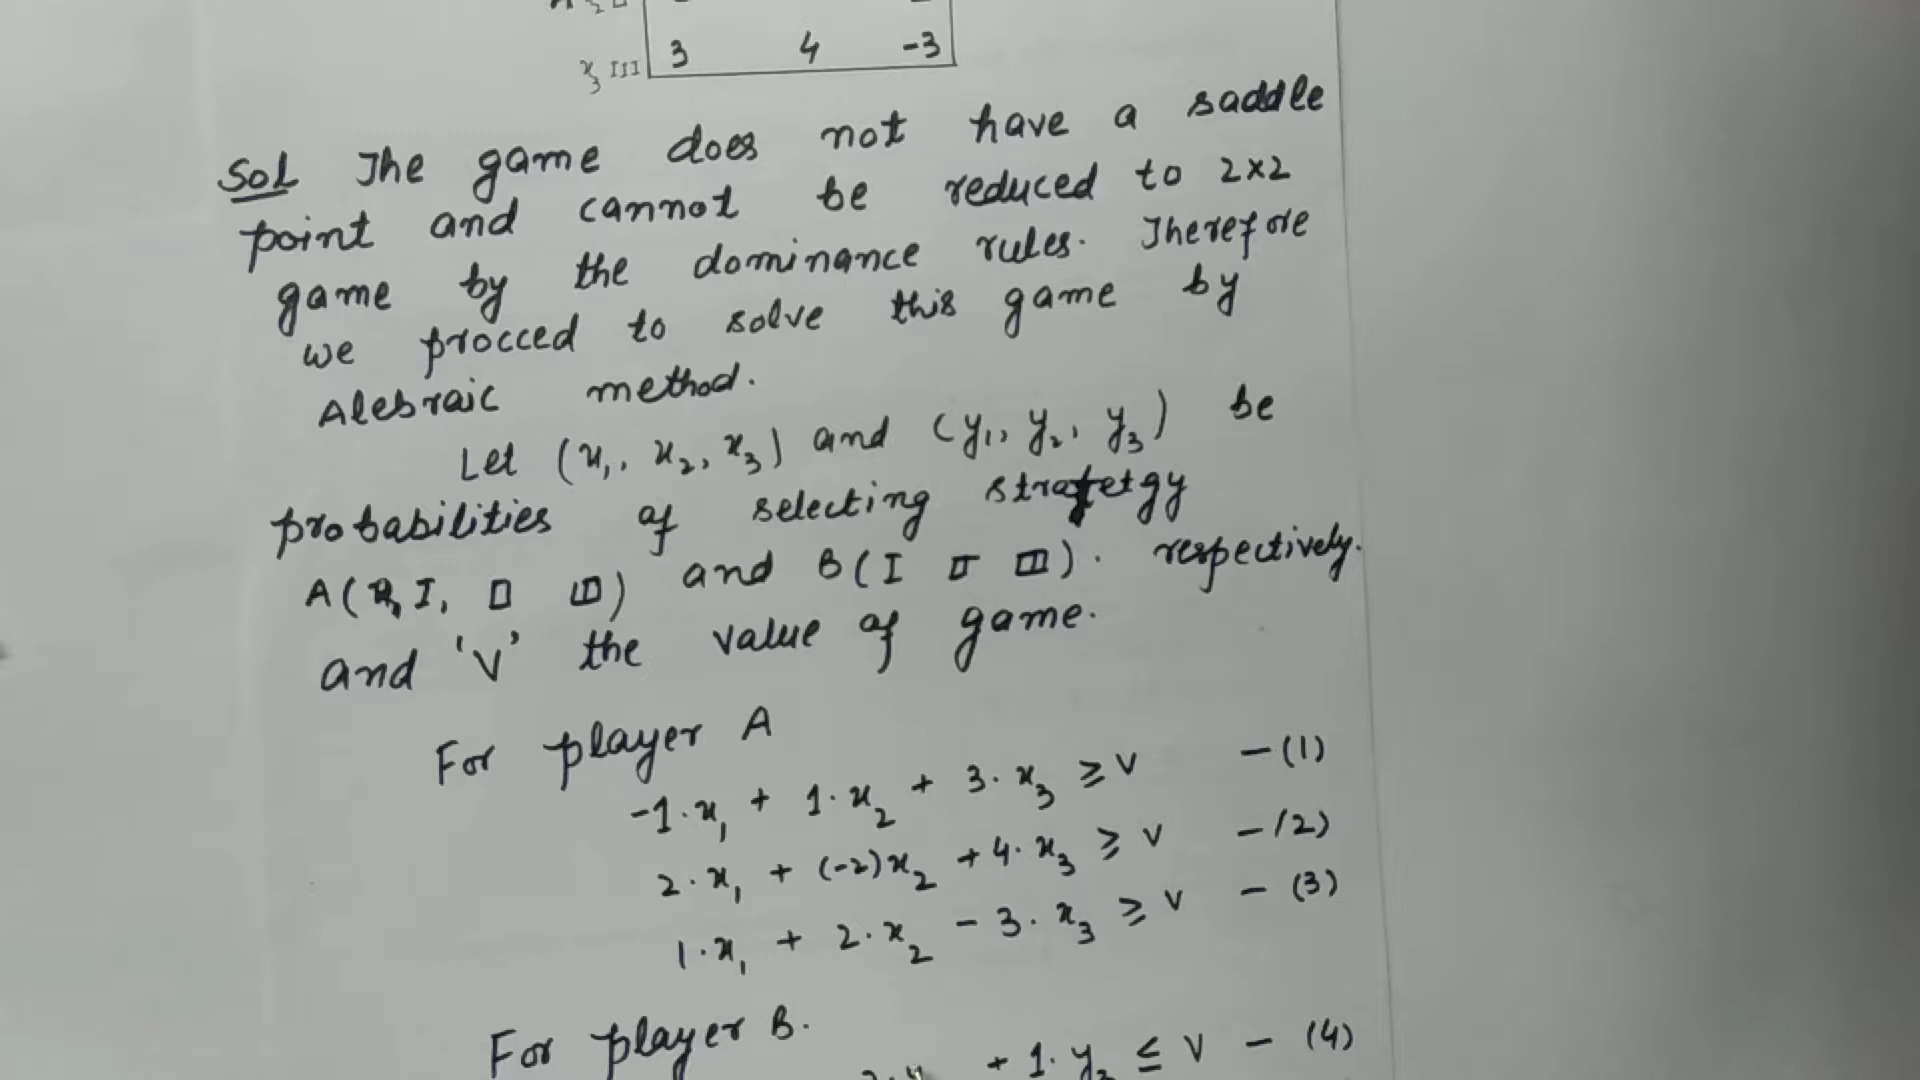 3 4 -3
x3 III
Sol The game does not have a saddle
point and cannot be reduced to 2x2
game by the dominance rules. Therefore
we procced to solve this game by
Alebraic method.
Let (x1, x2, x3) and (y1, y2, y3) be
probabilities of selecting
A( I, II III) and B(I II III). respectively.
and 'V' the value of game.
For player A
-1·x1 + 1·x2 + 3·x3 ≥ V -(1)
2·x1 + (-2)x2 + 4·x3 ≥ V -(2)
1·x1 + 2·x2 - 3·x3 ≥ V - (3)
For player B.
+ 1·y3 ≤ V - (4)